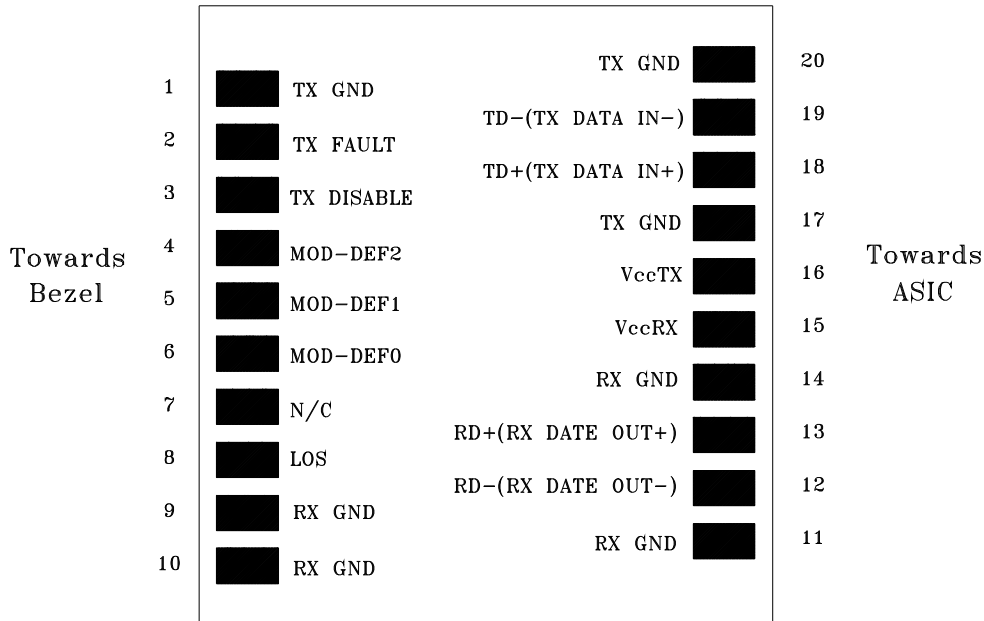 1 TX GND
2 TX FAULT
3 TX DISABLE
4 MOD-DEF2
5 MOD-DEF1
6 MOD-DEF0
7 N/C
8 LOS
9 RX GND
10 RX GND
Towards
Bezel
TX GND 20
TD-(TX DATA IN-) 19
TD+(TX DATA IN+) 18
TX GND 17
VccTX 16
VccRX 15
RX GND 14
RD+(RX DATE OUT+) 13
RD-(RX DATE OUT-) 12
RX GND 11
Towards
ASIC